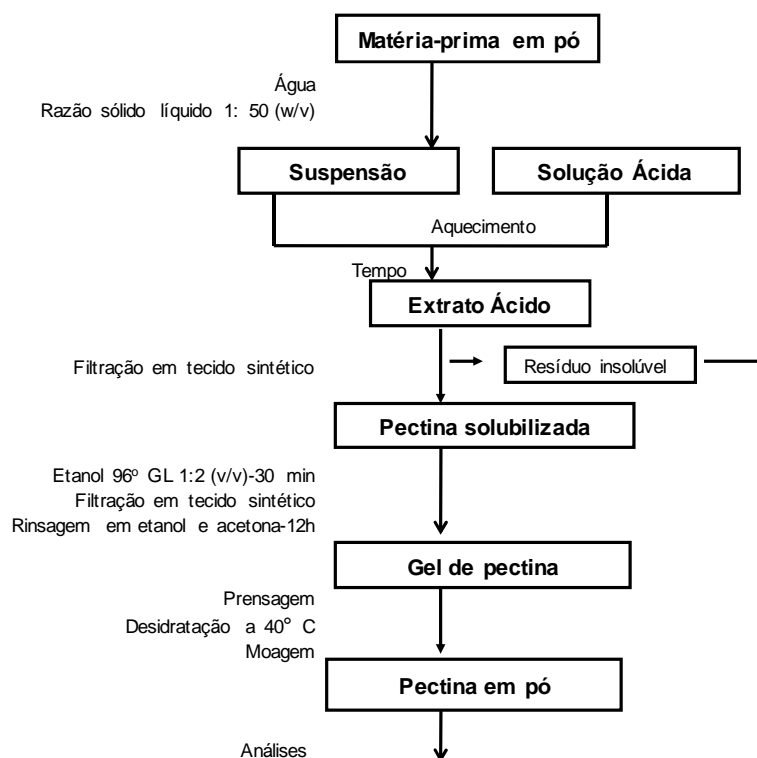 Matéria-prima em pó
Água
Razão sólido líquido 1: 50 (w/v)
Suspensão
Solução Ácida
Aquecimento
Tempo
Extrato Ácido
Filtração em tecido sintético
Resíduo insolúvel
Pectina solubilizada
Etanol 96º GL 1:2 (v/v)-30 min
Filtração em tecido sintético
Rinsagem em etanol e acetona-12h
Gel de pectina
Prensagem
Desidratação a 40° C
Moagem
Pectina em pó
Análises